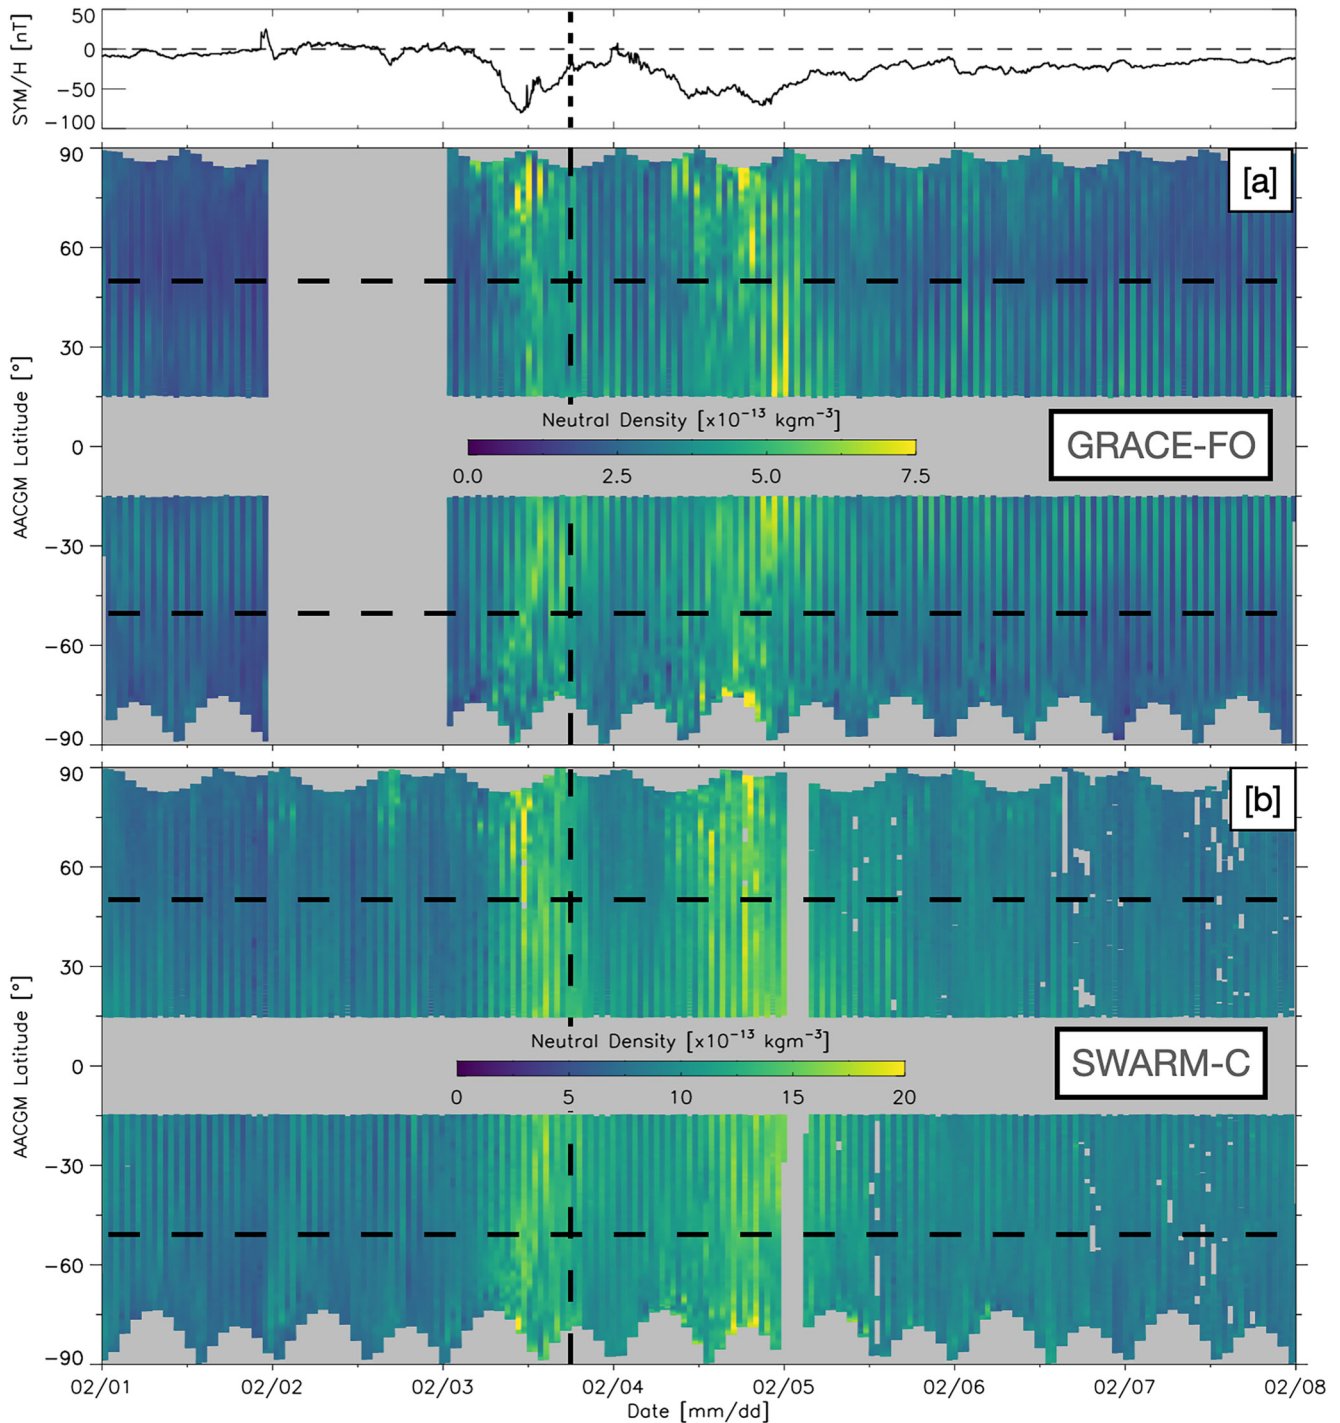 SYM/H [nT]
50
0
−50
−100
[a]
AACGM Latitude [°]
90
60
30
0
−30
−60
−90
Neutral Density [x10⁻¹³ kgm⁻³]
0.0 2.5 5.0 7.5
GRACE-FO
[b]
AACGM Latitude [°]
90
60
30
0
−30
−60
−90
Neutral Density [x10⁻¹³ kgm⁻³]
0 5 10 15 20
SWARM-C
02/01 02/02 02/03 02/04 02/05 02/06 02/07 02/08
Date [mm/dd]